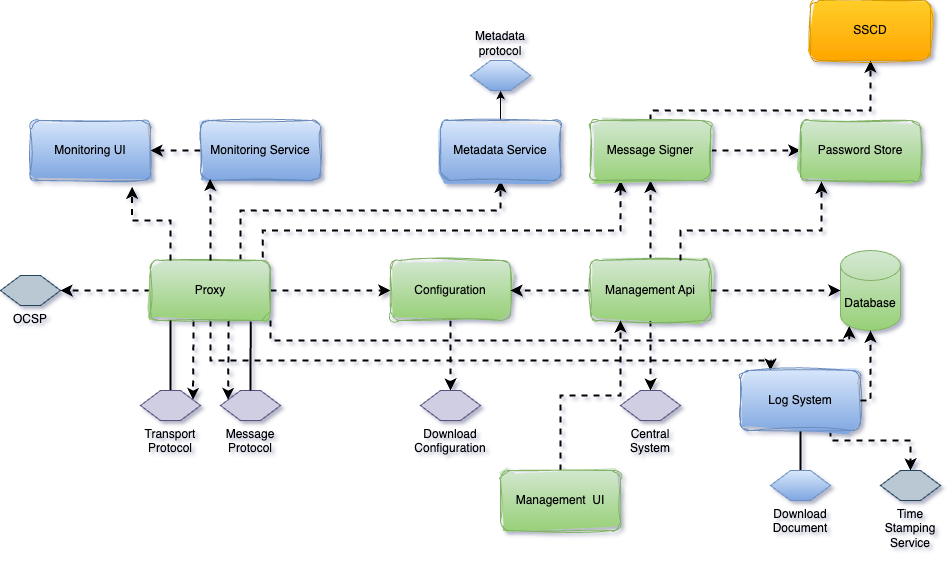 SSCD
Metadata
protocol
Monitoring UI
Monitoring Service
Metadata Service
Message Signer
Password Store
OCSP
Proxy
Configuration
Management Api
Database
Transport
Protocol
Message
Protocol
Download
Configuration
Central
System
Log System
Management  UI
Download
Document
Time
Stamping
Service